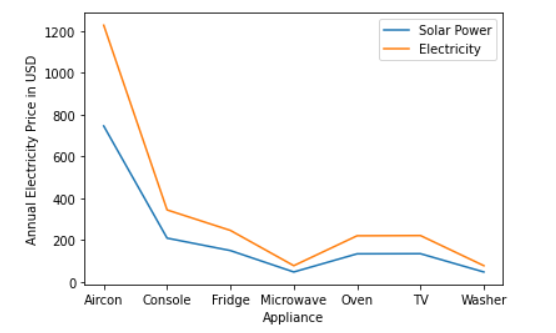 Solar Power
Electricity
Annual Electricity Price in USD
1200
1000
800
600
400
200
0
Aircon Console Fridge Microwave Oven TV Washer
Appliance